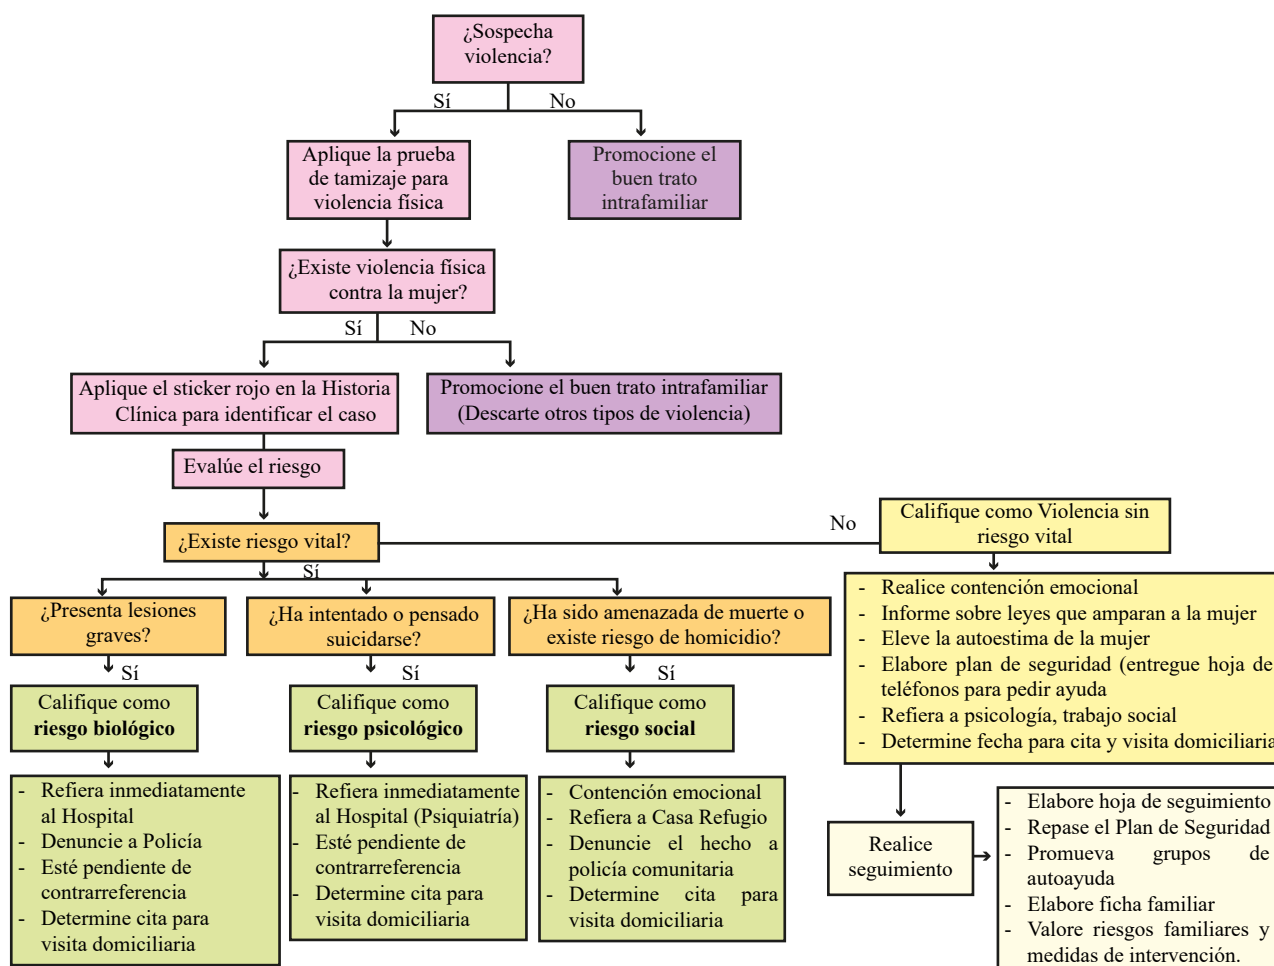 ¿Sospecha
violencia?
Sí
No
Aplique la prueba
de tamizaje para
violencia física
Promocione el
buen trato
intrafamiliar
¿Existe violencia física
contra la mujer?
Sí
No
Aplique el sticker rojo en la Historia
Clínica para identificar el caso
Promocione el buen trato intrafamiliar
(Descarte otros tipos de violencia)
Evalúe el riesgo
¿Existe riesgo vital?
No
Califique como Violencia sin
riesgo vital
Sí
- Realice contención emocional
- Informe sobre leyes que amparan a la mujer
- Eleve la autoestima de la mujer
- Elabore plan de seguridad (entregue hoja de
teléfonos para pedir ayuda
- Refiera a psicología, trabajo social
- Determine fecha para cita y visita domiciliaria
¿Presenta lesiones
graves?
¿Ha intentado o pensado
suicidarse?
¿Ha sido amenazada de muerte o
existe riesgo de homicidio?
Sí
Sí
Sí
Califique como
riesgo biológico
Califique como
riesgo psicológico
Califique como
riesgo social
- Refiera inmediatamente
al Hospital
- Denuncie a Policía
- Esté pendiente de
contrarreferencia
- Determine cita para
visita domiciliaria
- Refiera inmediatamente
al Hospital (Psiquiatría)
- Esté pendiente de
contrarreferencia
- Determine cita para
visita domiciliaria
- Contención emocional
- Refiera a Casa Refugio
- Denuncie el hecho a
policía comunitaria
- Determine cita para
visita domiciliaria
Realice
seguimiento
- Elabore hoja de seguimiento
- Repase el Plan de Seguridad
- Promueva grupos de
autoayuda
- Elabore ficha familiar
- Valore riesgos familiares y
medidas de intervención.